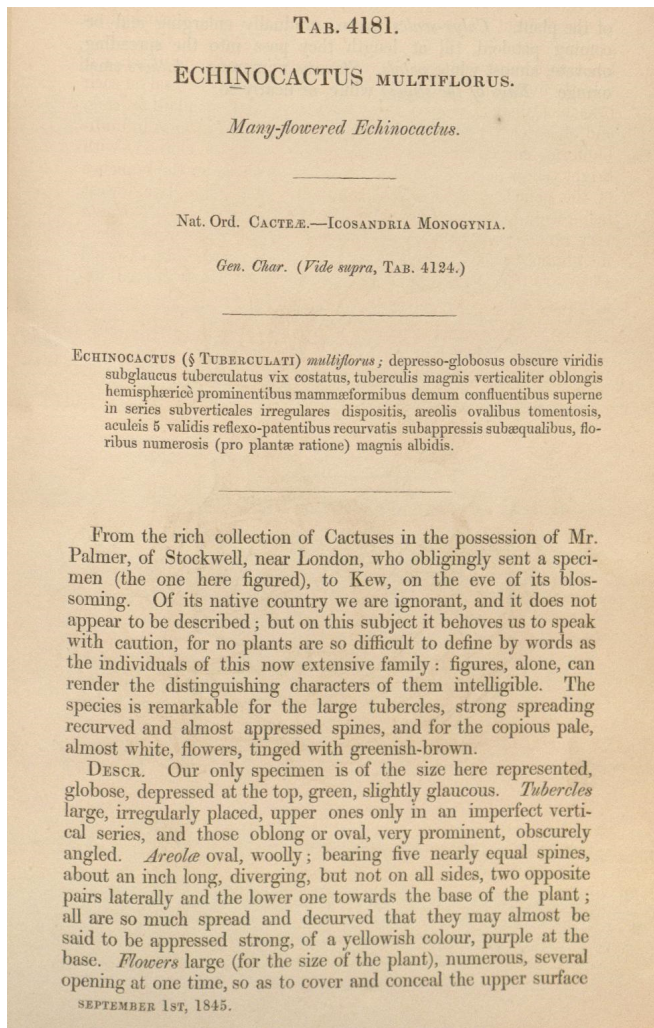 TAB. 4181.
ECHINOCACTUS MULTIFLORUS.
Many-flowered Echinocactus.
Nat. Ord. CACTEÆ.—ICOSANDRIA MONOGYNIA.
Gen. Char. (Vide supra, TAB. 4124.)
ECHINOCACTUS (§ TUBERCULATI) multiflorus; depresso-globosus obscure viridis
subglaucus tuberculatus vix costatus, tuberculis magnis verticaliter oblongis
hemisphæricè prominentibus mammæformibus demum confluentibus superne
in series subverticales irregulares dispositis, areolis ovalibus tomentosis,
aculeis 5 validis reflexo-patentibus recurvatis subappressis subæqualibus, flo-
ribus numerosis (pro plantæ ratione) magnis albidis.
From the rich collection of Cactuses in the possession of Mr.
Palmer, of Stockwell, near London, who obligingly sent a speci-
men (the one here figured), to Kew, on the eve of its blos-
soming. Of its native country we are ignorant, and it does not
appear to be described; but on this subject it behoves us to speak
with caution, for no plants are so difficult to define by words as
the individuals of this now extensive family: figures, alone, can
render the distinguishing characters of them intelligible. The
species is remarkable for the large tubercles, strong spreading
recurved and almost appressed spines, and for the copious pale,
almost white, flowers, tinged with greenish-brown.
DESCR. Our only specimen is of the size here represented,
globose, depressed at the top, green, slightly glaucous. Tubercles
large, irregularly placed, upper ones only in an imperfect verti-
cal series, and those oblong or oval, very prominent, obscurely
angled. Areolæ oval, woolly; bearing five nearly equal spines,
about an inch long, diverging, but not on all sides, two opposite
pairs laterally and the lower one towards the base of the plant;
all are so much spread and decurved that they may almost be
said to be appressed strong, of a yellowish colour, purple at the
base. Flowers large (for the size of the plant), numerous, several
opening at one time, so as to cover and conceal the upper surface
SEPTEMBER 1ST, 1845.